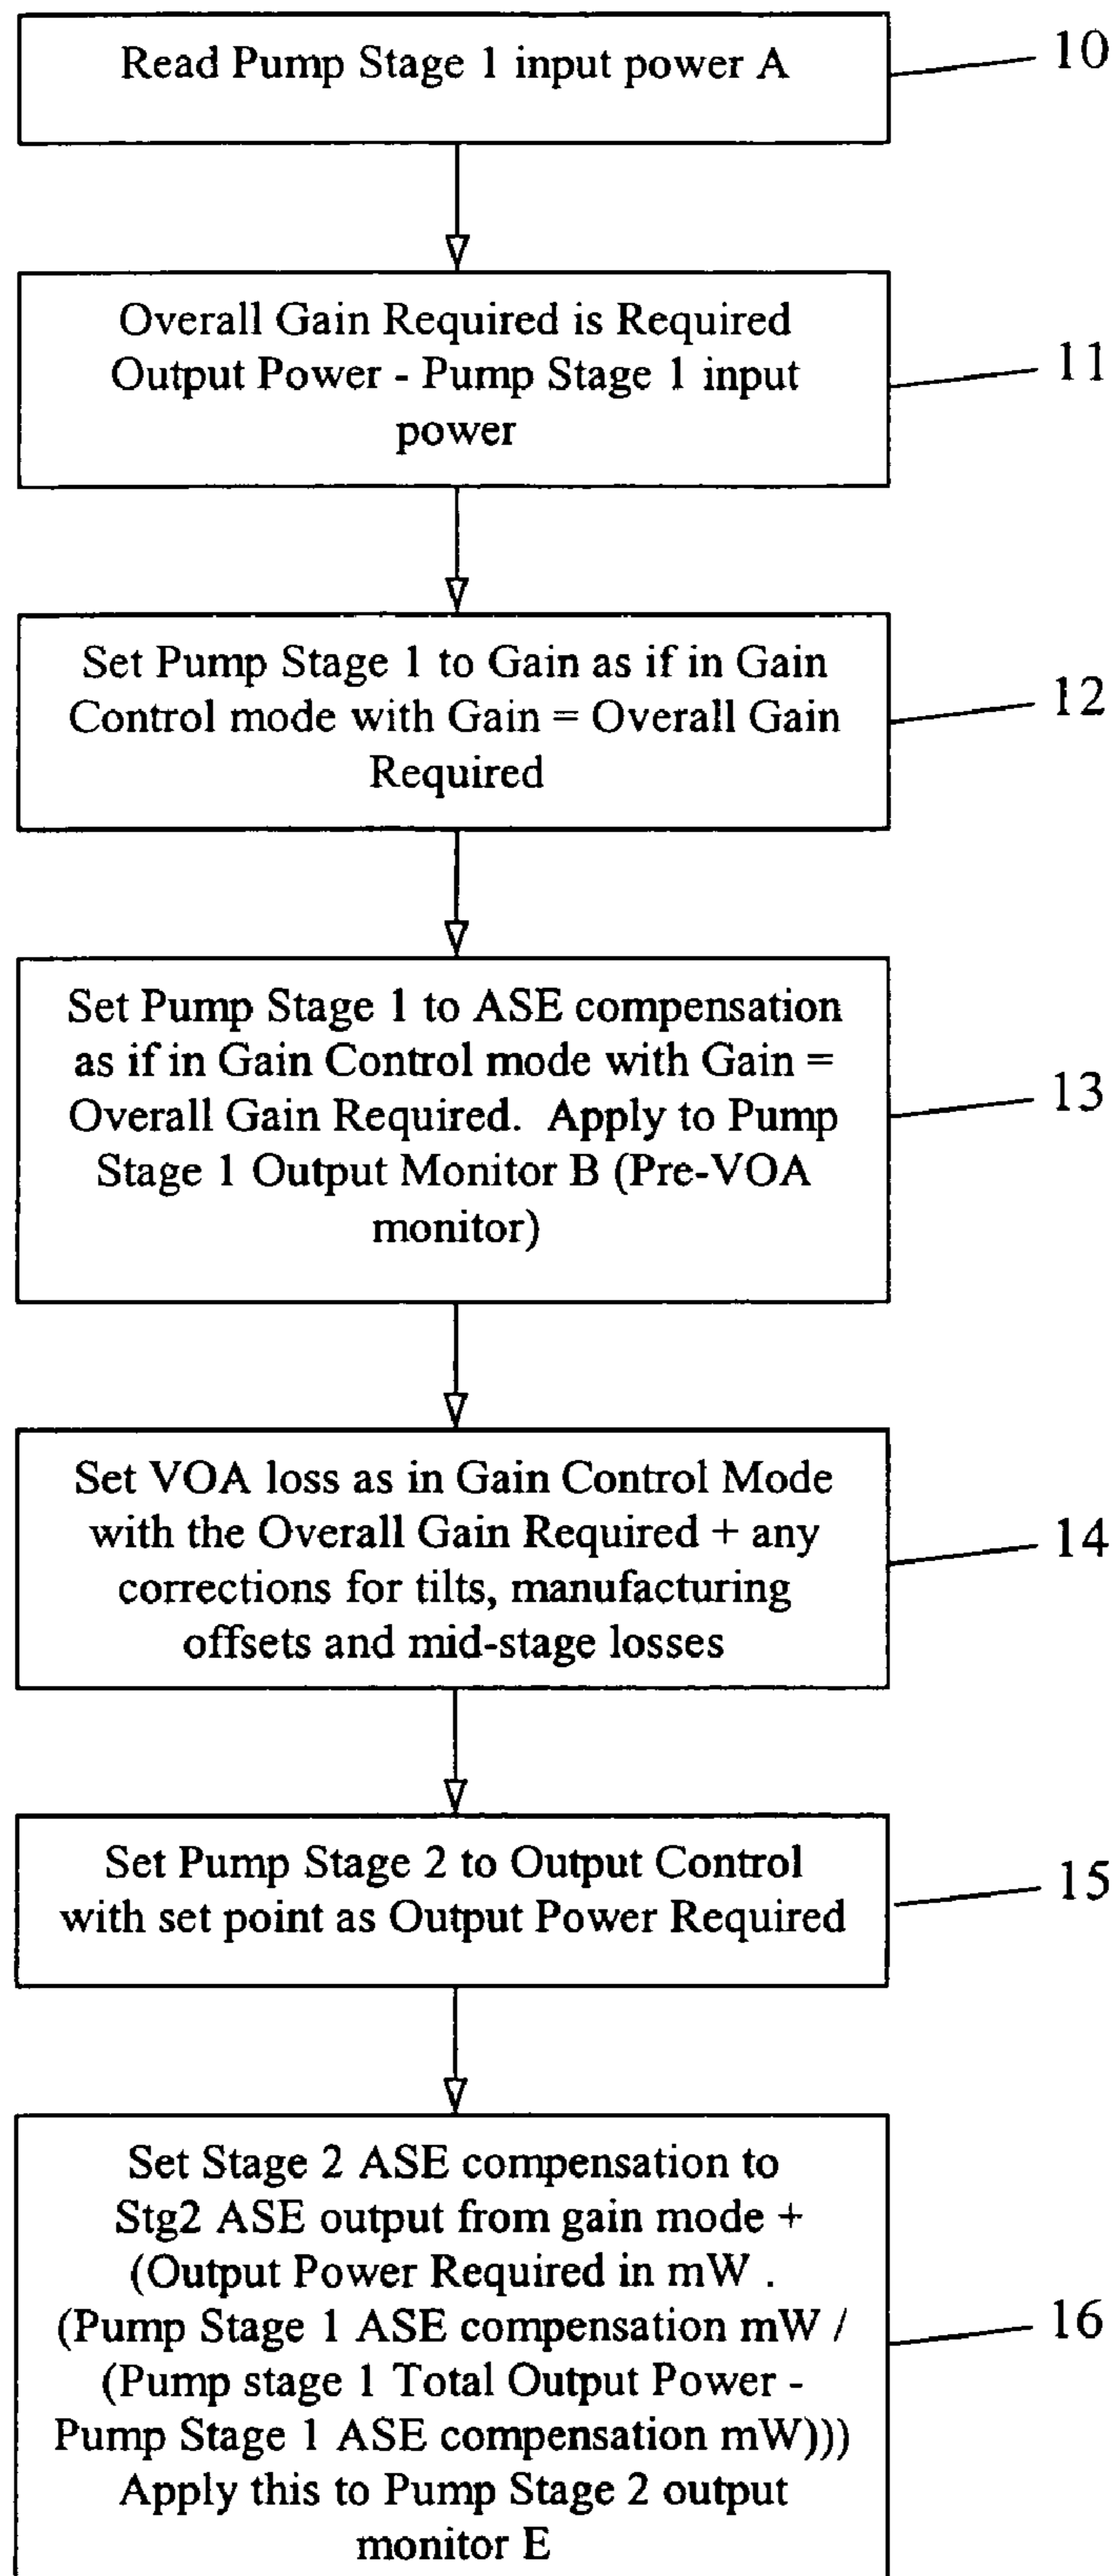 Read Pump Stage 1 input power A
10
Overall Gain Required is Required
Output Power - Pump Stage 1 input
power
11
Set Pump Stage 1 to Gain as if in Gain
Control mode with Gain = Overall Gain
Required
12
Set Pump Stage 1 to ASE compensation
as if in Gain Control mode with Gain =
Overall Gain Required. Apply to Pump
Stage 1 Output Monitor B (Pre-VOA
monitor)
13
Set VOA loss as in Gain Control Mode
with the Overall Gain Required + any
corrections for tilts, manufacturing
offsets and mid-stage losses
14
Set Pump Stage 2 to Output Control
with set point as Output Power Required
15
Set Stage 2 ASE compensation to
Stg2 ASE output from gain mode +
(Output Power Required in mW .
(Pump Stage 1 ASE compensation mW /
(Pump stage 1 Total Output Power -
Pump Stage 1 ASE compensation mW)))
Apply this to Pump Stage 2 output
monitor E
16